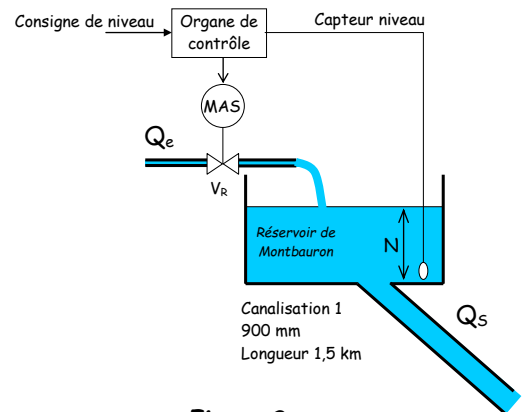 Consigne de niveau
Organe de
contrôle
Capteur niveau
MAS
Qe
VR
Réservoir de
Montbauron
N
Canalisation 1
900 mm
Longueur 1,5 km
QS